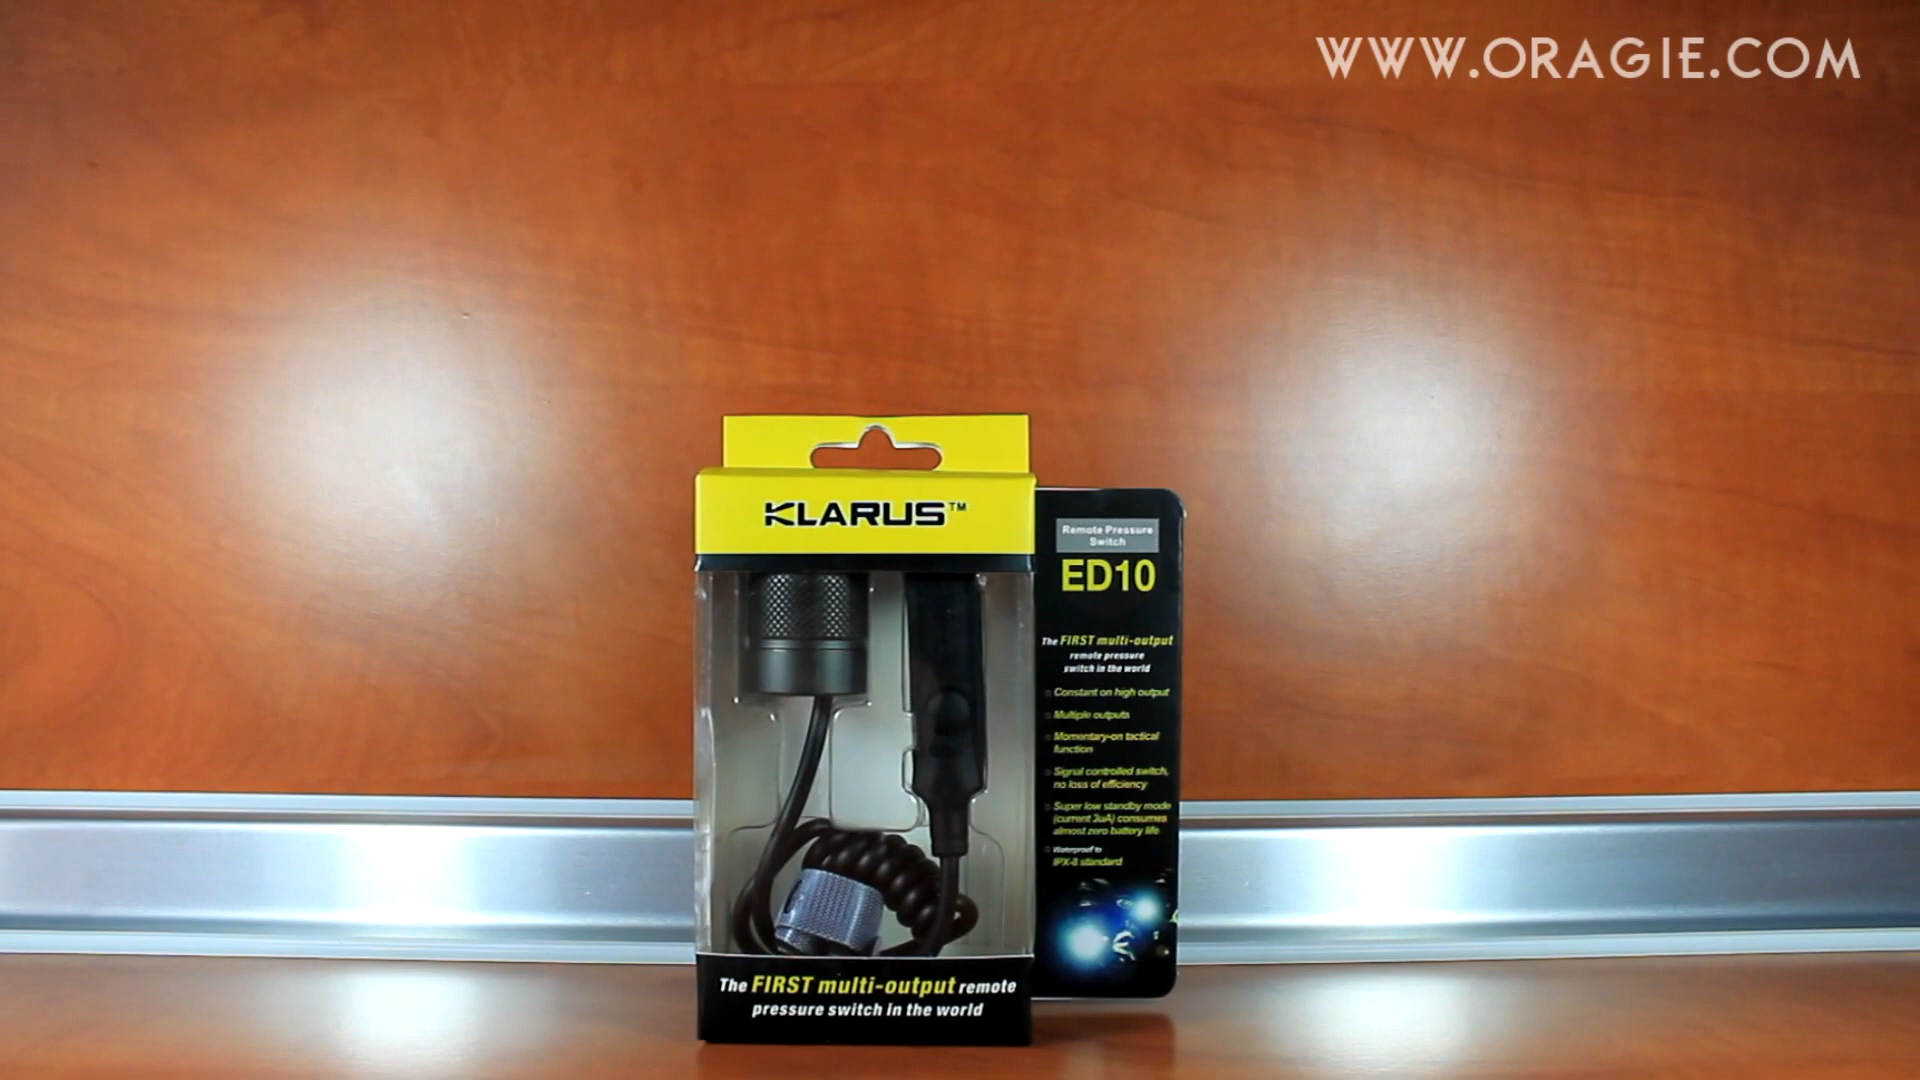 WWW.ORAGIE.COM
KLARUS™
Remote Pressure
Switch
ED10
The FIRST multi-output
remote pressure
switch in the world
Constant on high output
Multiple outputs
Momentary-on tactical
function
Signal controlled switch,
no loss of efficiency
Super low standby mode
(current 3uA) consumes
almost zero battery life
Waterproof to
IPX-8 standard
The FIRST multi-output remote
pressure switch in the world